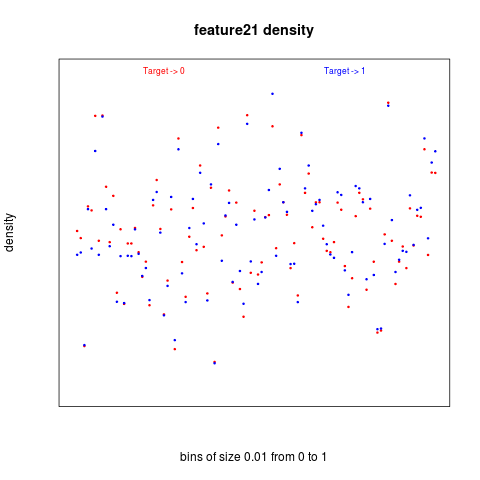 feature21 density
Target -> 0
Target -> 1
density
bins of size 0.01 from 0 to 1